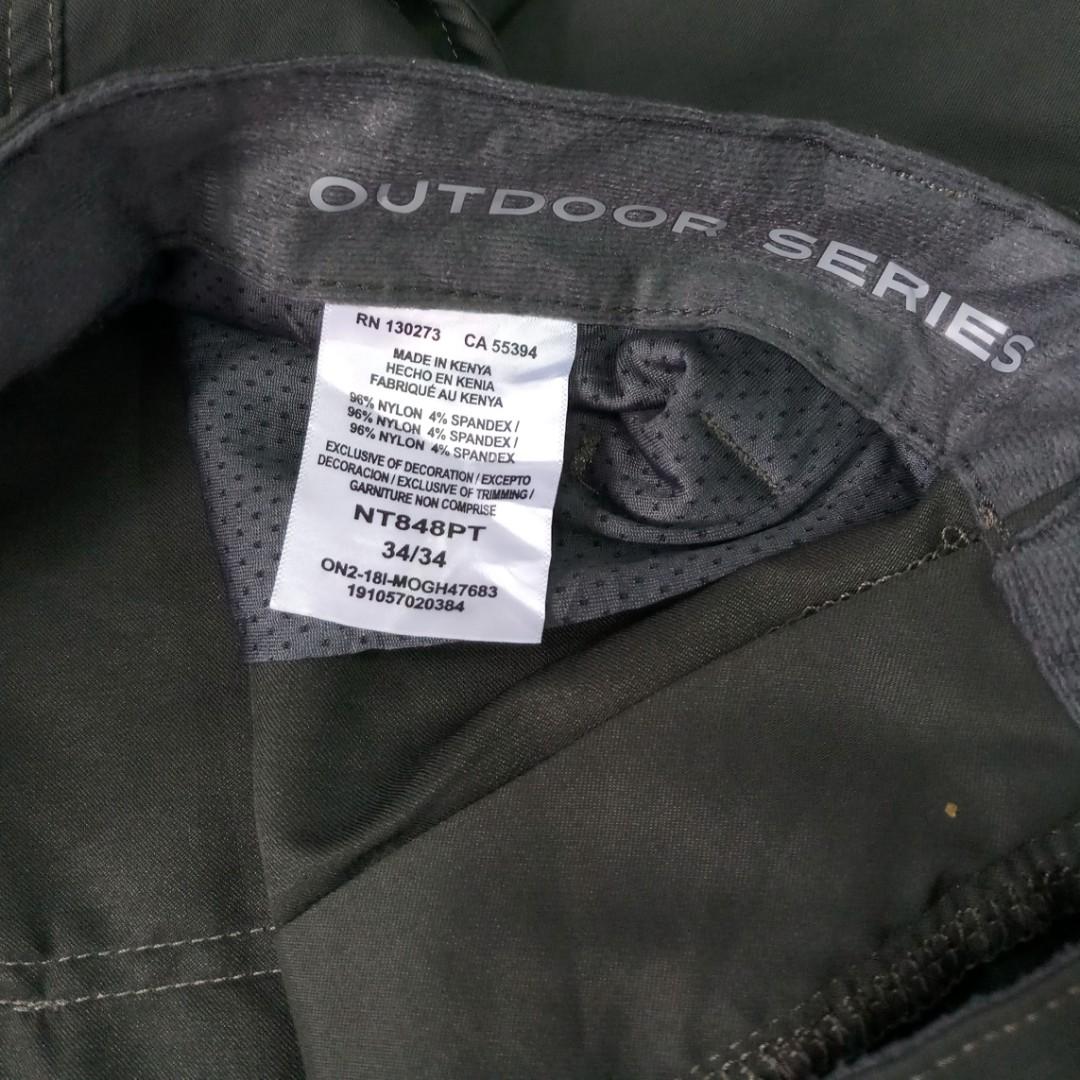 OUTDOOR SERIES
RN 130273 CA 55394
MADE IN KENYA
HECHO EN KENIA
FABRIQUÉ AU KENYA
96% NYLON 4% SPANDEX /
96% NYLON 4% SPANDEX /
96% NYLON 4% SPANDEX
EXCLUSIVE OF DECORATION / EXCEPTO
DECORACION / EXCLUSIVE OF TRIMMING /
GARNITURE NON COMPRISE
NT848PT
34/34
ON2-18I-MOGH47683
191057020384